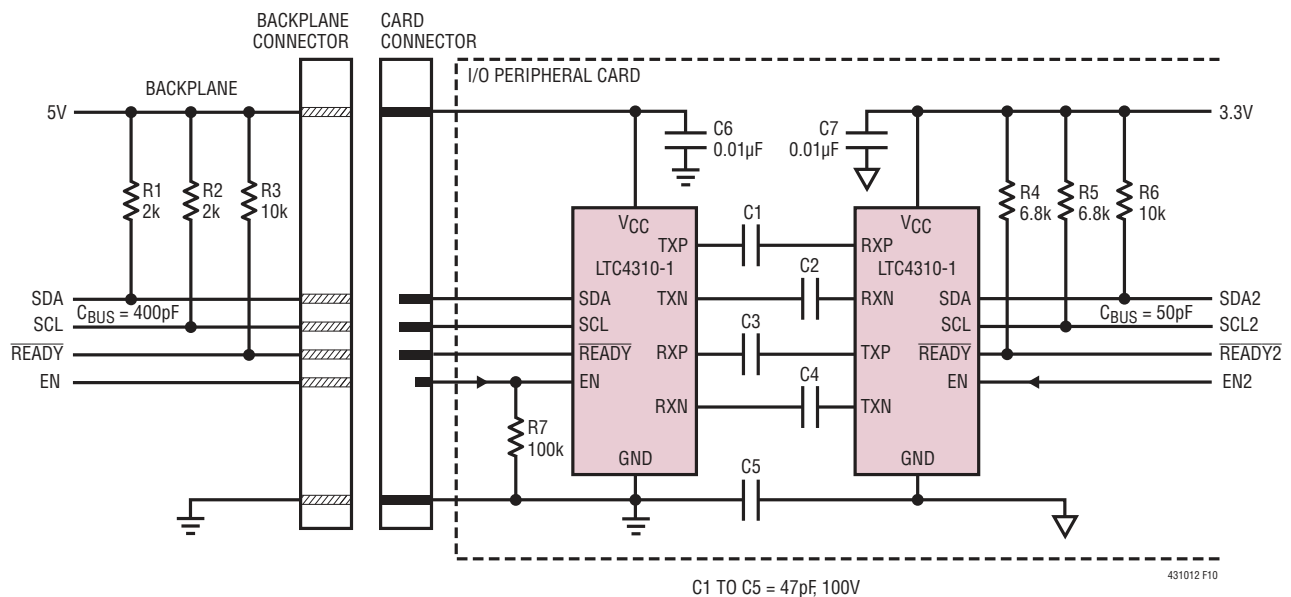 BACKPLANE
CONNECTOR
CARD
CONNECTOR
I/O PERIPHERAL CARD
BACKPLANE
5V
3.3V
C6
0.01µF
C7
0.01µF
R1
2k
R2
2k
R3
10k
R4
6.8k
R5
6.8k
R6
10k
VCC
TXP
C1
RXP
VCC
LTC4310-1
LTC4310-1
C2
SDA
CBUS = 400pF
SDA
TXN
RXN
SDA
CBUS = 50pF
SDA2
SCL
SCL
C3
SCL
SCL2
READY
READY
RXP
TXP
READY
READY2
EN
EN
C4
EN
EN2
RXN
TXN
R7
100k
GND
C5
GND
431012 F10
C1 TO C5 = 47pF, 100V